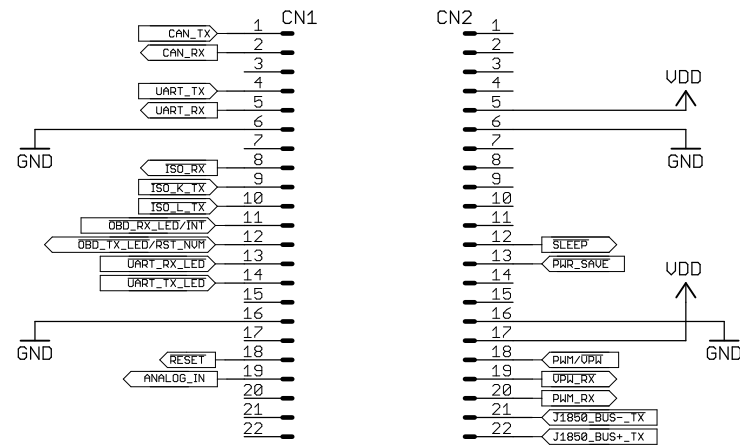 CN1
CAN_TX 1
CAN_RX 2
3
UART_TX 4
UART_RX 5
6
GND
7
ISO_RX 8
ISO_K_TX 9
ISO_L_TX 10
OBD_RX_LED/INT 11
OBD_TX_LED/RST_NVM 12
UART_RX_LED 13
UART_TX_LED 14
15
16
GND
17
RESET 18
ANALOG_IN 19
20
21
22
CN2
1
2
3
4
VDD
5
6
GND
7
8
9
10
11
12 SLEEP
13 PWR_SAVE
VDD
14
15
16
GND
17
18 PWM/VPW
19 VPW_RX
20 PWM_RX
21 J1850_BUS-_TX
22 J1850_BUS+_TX